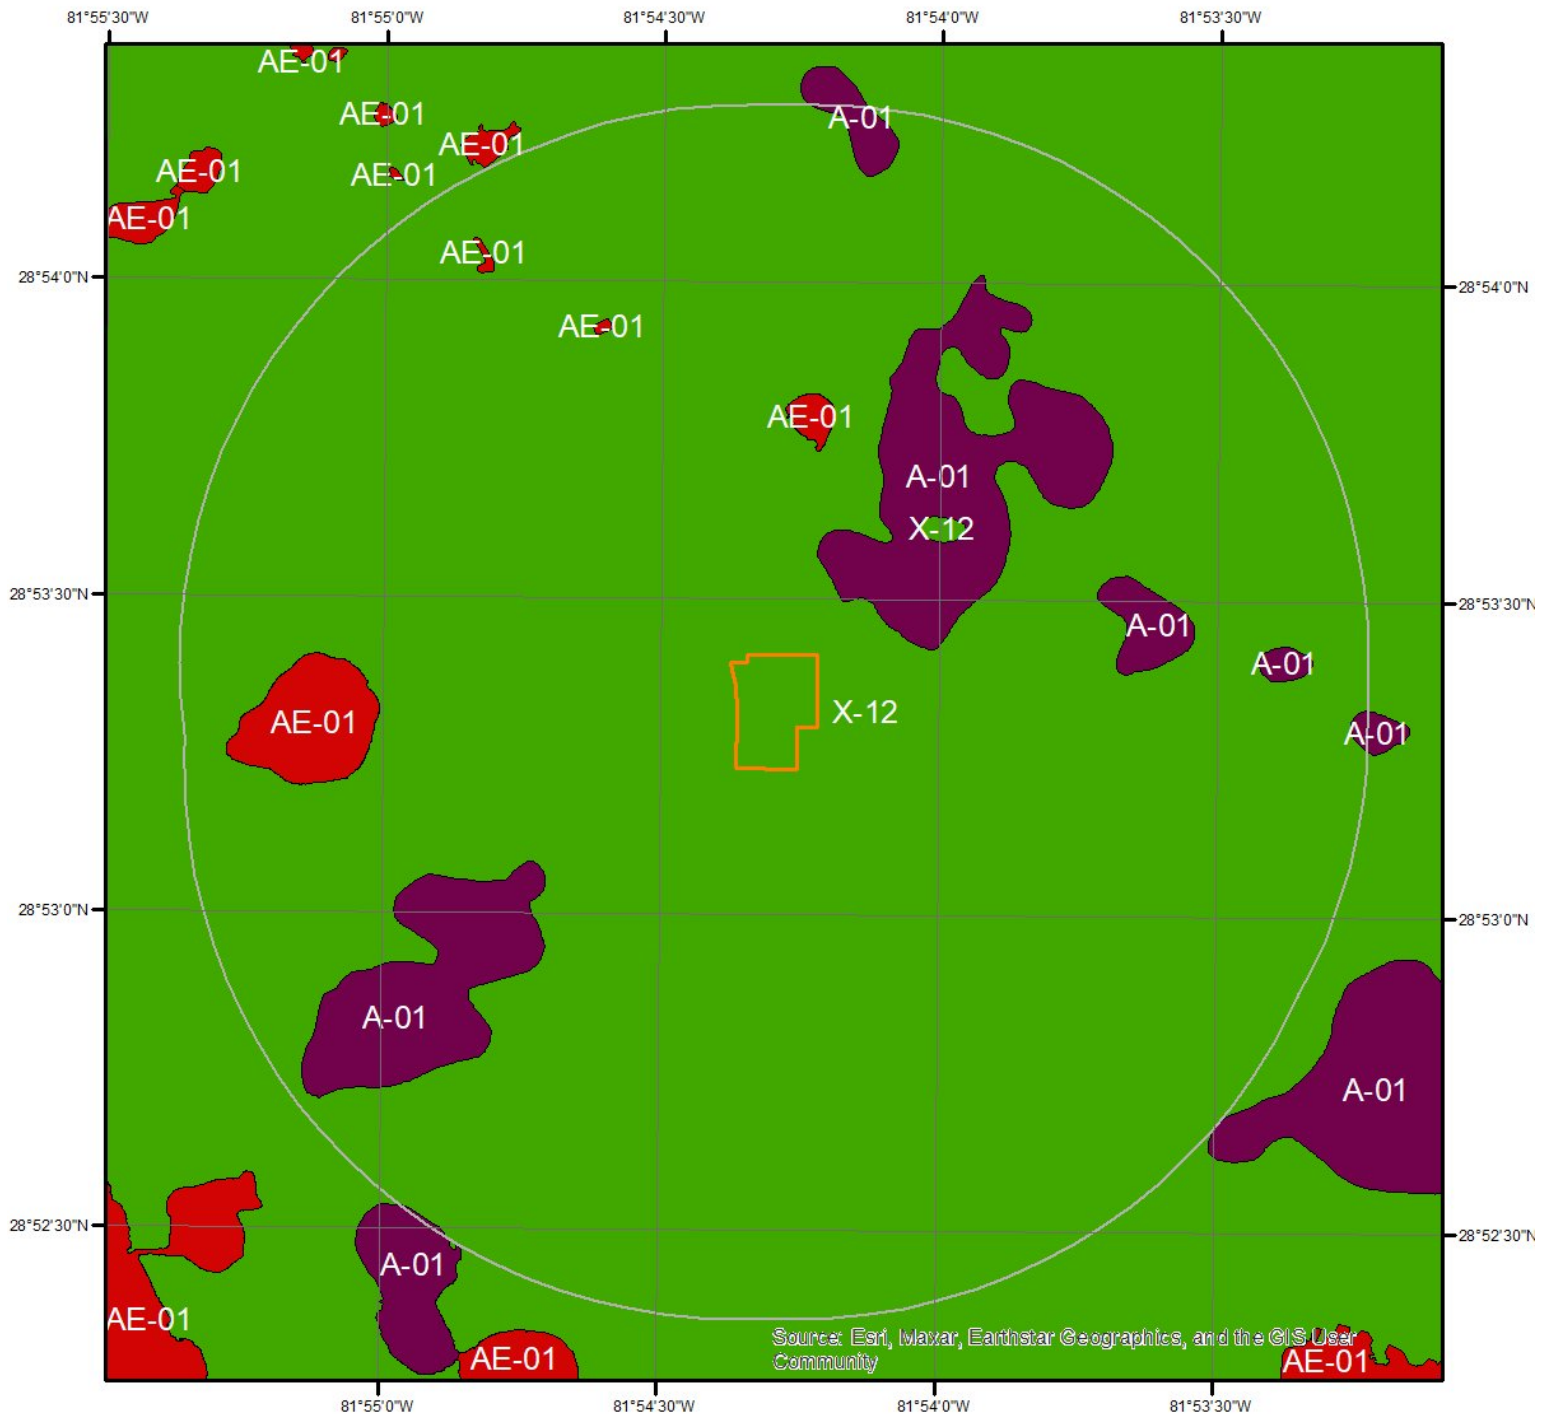 81°55'30"W 81°55'0"W 81°54'30"W 81°54'0"W 81°53'30"W
AE-01
AE-01
A-01
AE-01
AE-01
AE-01
AE-01
AE-01
28°54'0"N
28°54'0"N
AE-01
AE-01
A-01
X-12
28°53'30"N
28°53'30"N
A-01
A-01
X-12
AE-01
A-01
28°53'0"N
28°53'0"N
A-01
A-01
28°52'30"N
28°52'30"N
A-01
AE-01
Source: Esri, Maxar, Earthstar Geographics, and the GIS User
Community
AE-01
AE-01
81°55'0"W 81°54'30"W 81°54'0"W 81°53'30"W